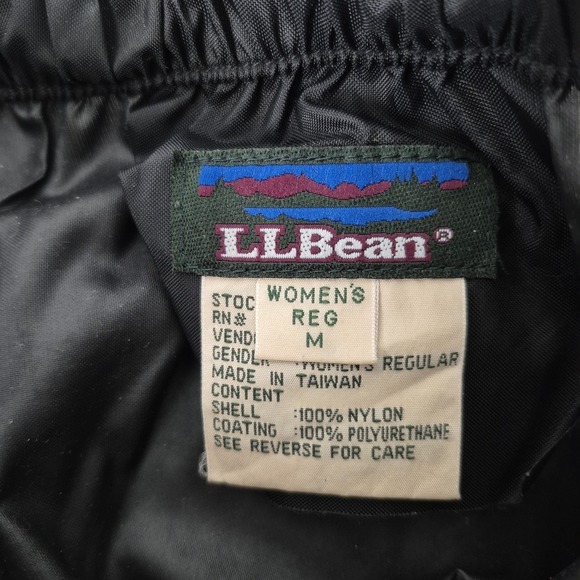 LLBean®
WOMEN'S
REG
M
STOC
RN#
VEND
GENDER :WOMEN'S REGULAR
MADE IN TAIWAN
CONTENT
SHELL :100% NYLON
COATING :100% POLYURETHANE
SEE REVERSE FOR CARE